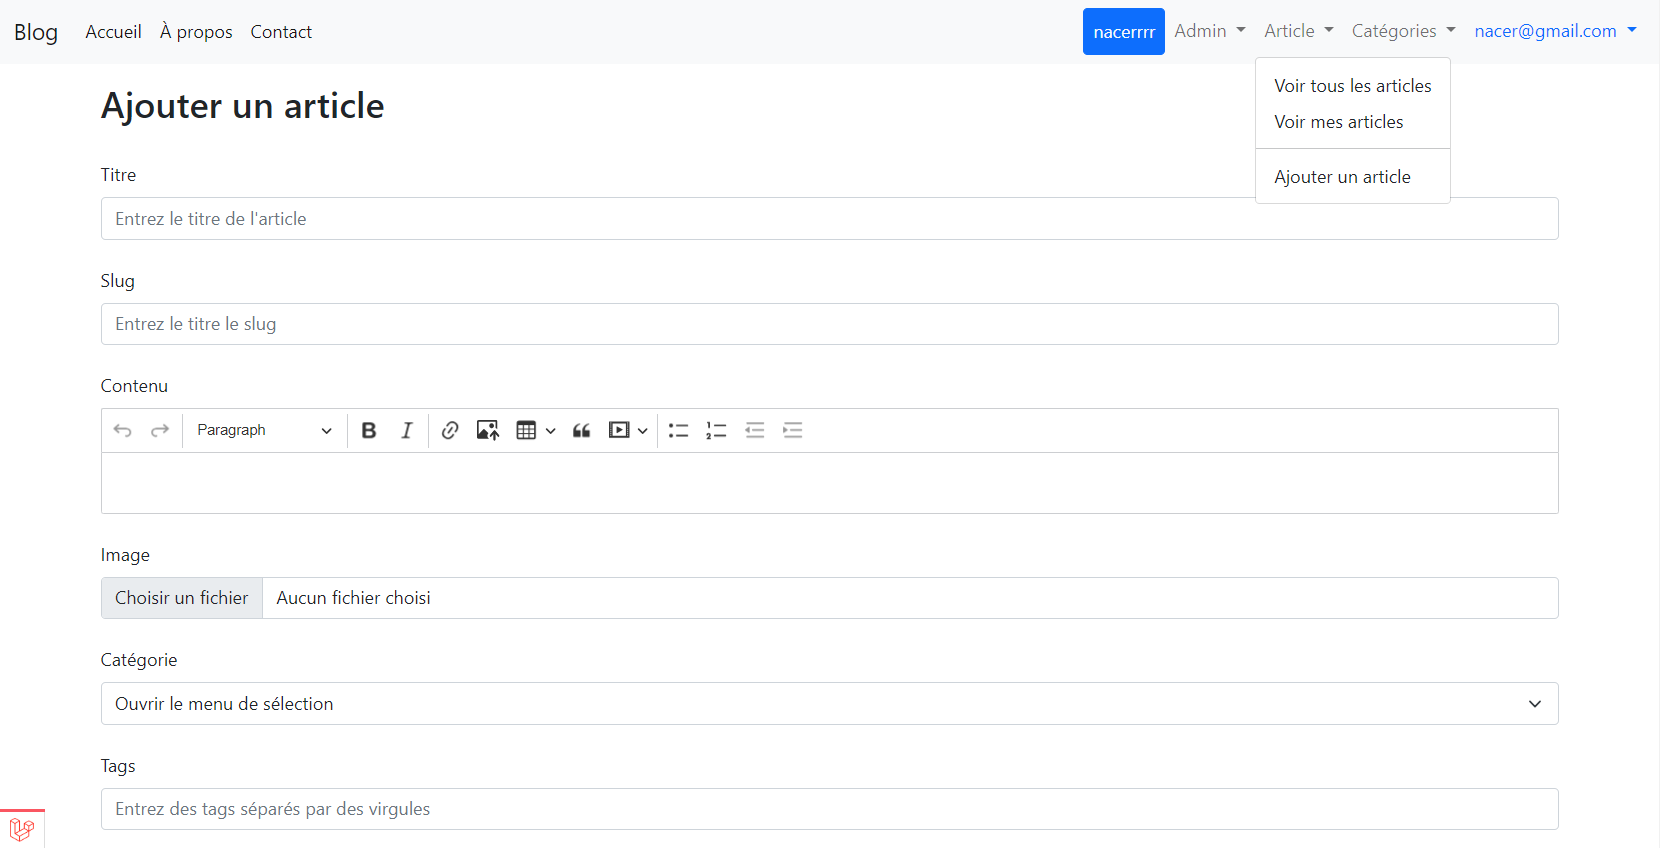 Blog Accueil À propos Contact nacerrrr Admin Article Catégories nacer@gmail.com
Voir tous les articles
Voir mes articles
Ajouter un article
Ajouter un article
Titre
Entrez le titre de l'article
Slug
Entrez le titre le slug
Contenu
Paragraph
Image
Choisir un fichier Aucun fichier choisi
Catégorie
Ouvrir le menu de sélection
Tags
Entrez des tags séparés par des virgules